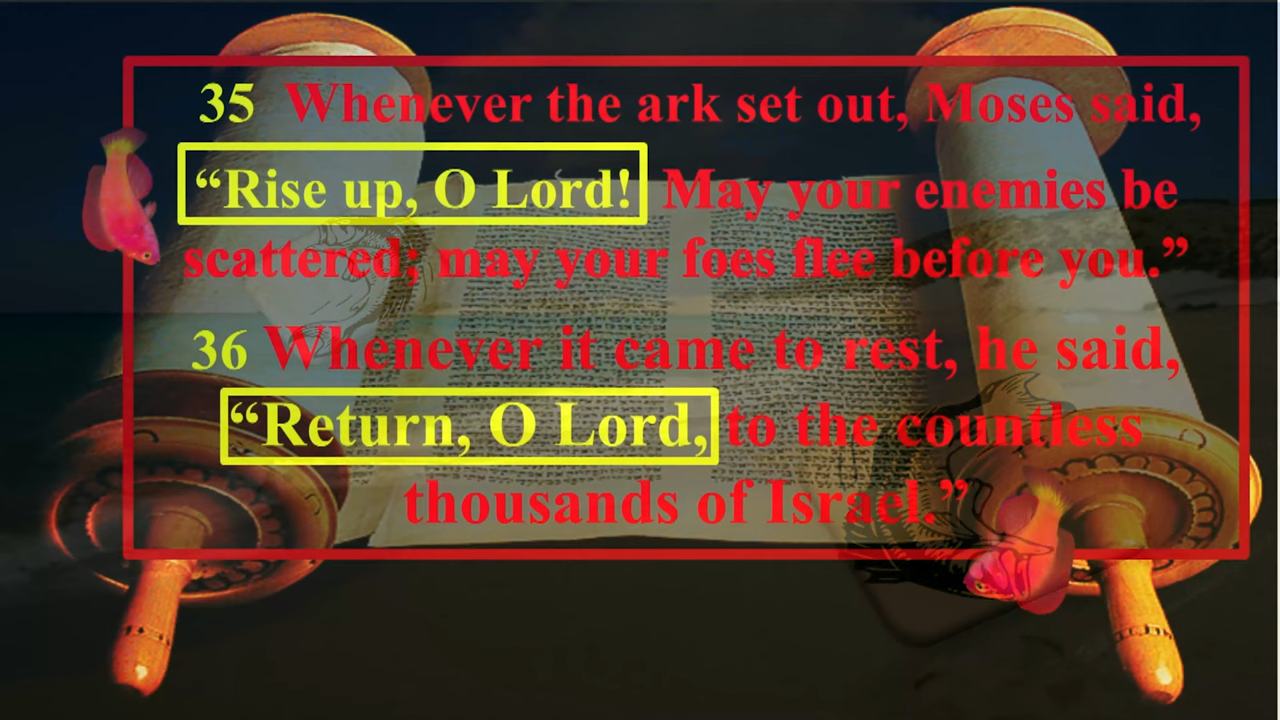 35 Whenever the ark set out, Moses said,
“Rise up, O Lord! May your enemies be
scattered; may your foes flee before you.”
36 Whenever it came to rest, he said,
“Return, O Lord, to the countless
thousands of Israel.”